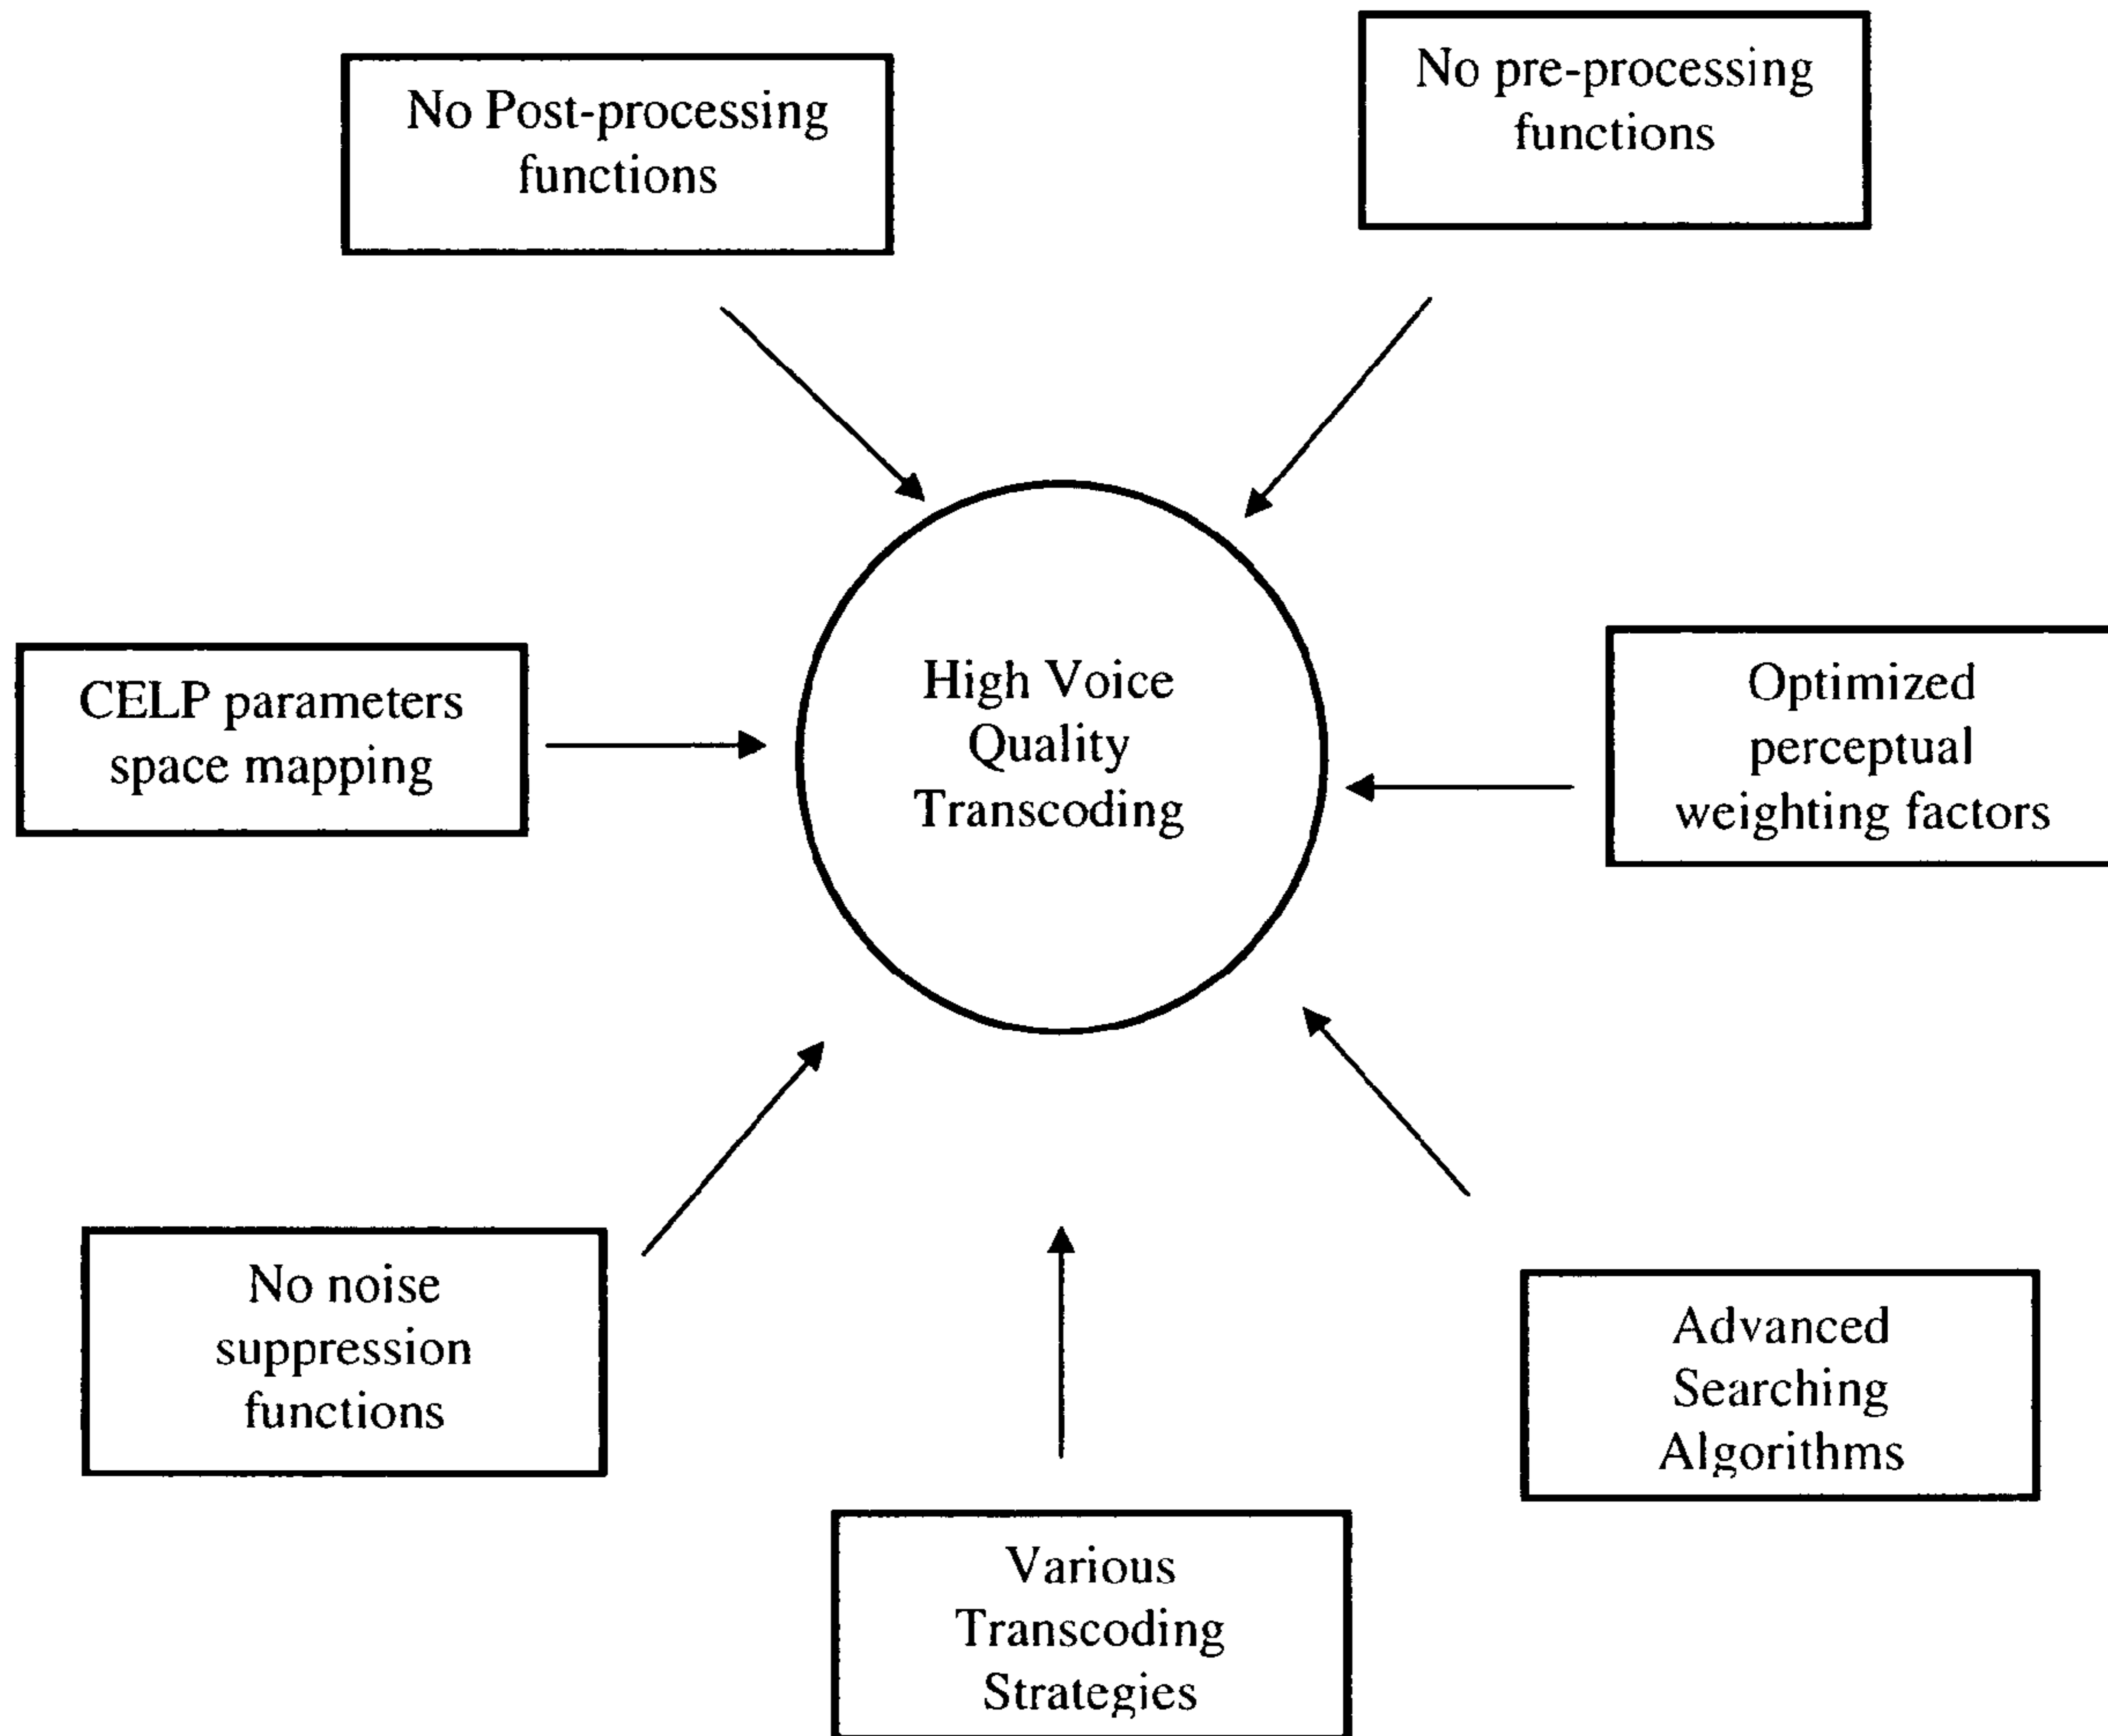 No Post-processing
functions
No pre-processing
functions
CELP parameters
space mapping
High Voice
Quality
Transcoding
Optimized
perceptual
weighting factors
No noise
suppression
functions
Various
Transcoding
Strategies
Advanced
Searching
Algorithms